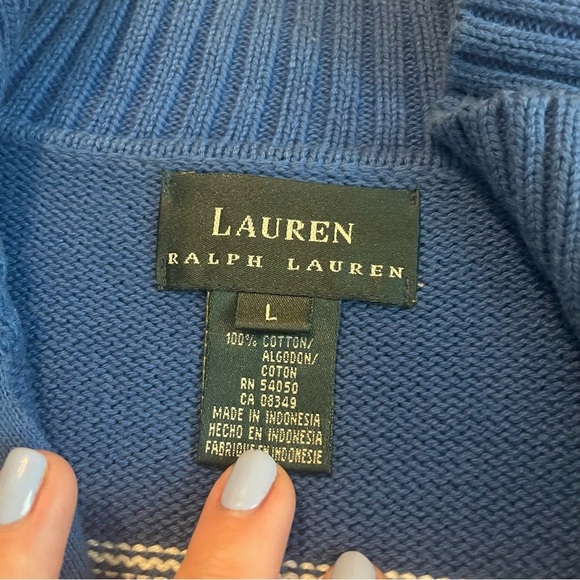 LAUREN
RALPH LAUREN
L
100% COTTON/
ALGODON/
COTON
RN 54050
CA 08349
MADE IN INDONESIA
HECHO EN INDONESIA
FABRIQUE EN INDONESIE